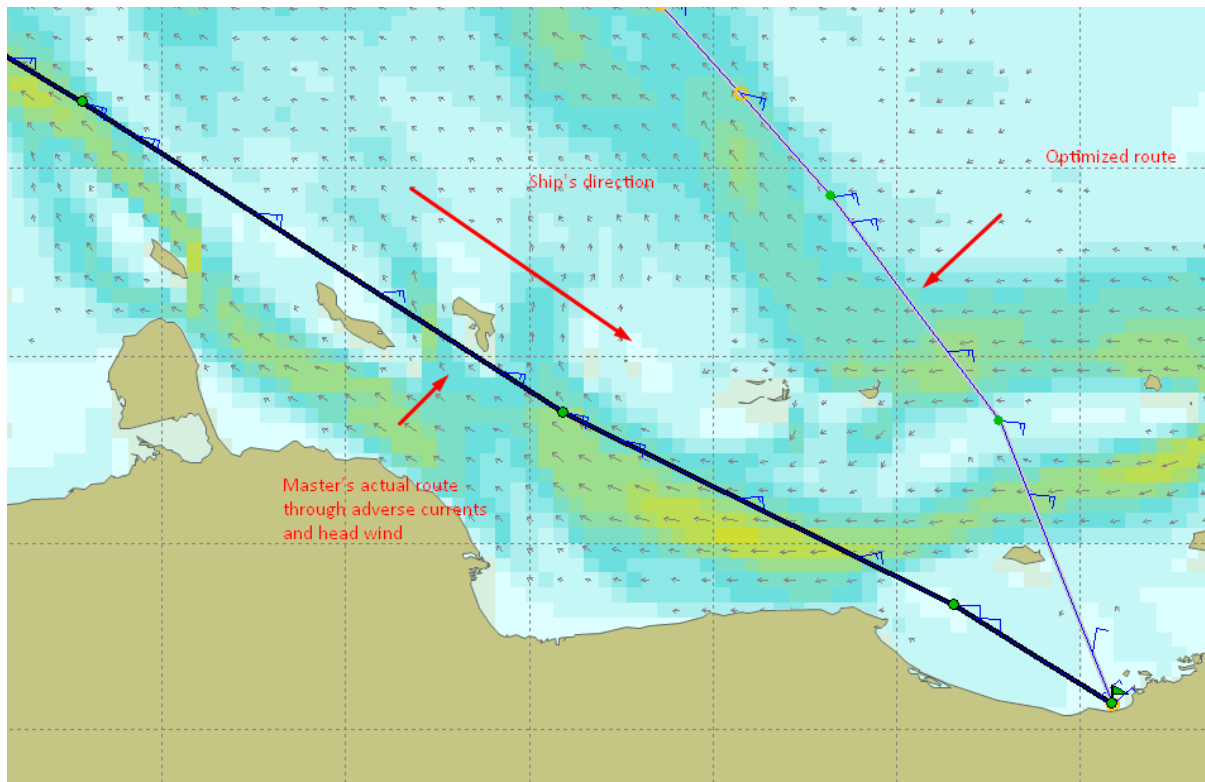 Ship's direction
Optimized route
Master's actual route
through adverse currents
and head wind